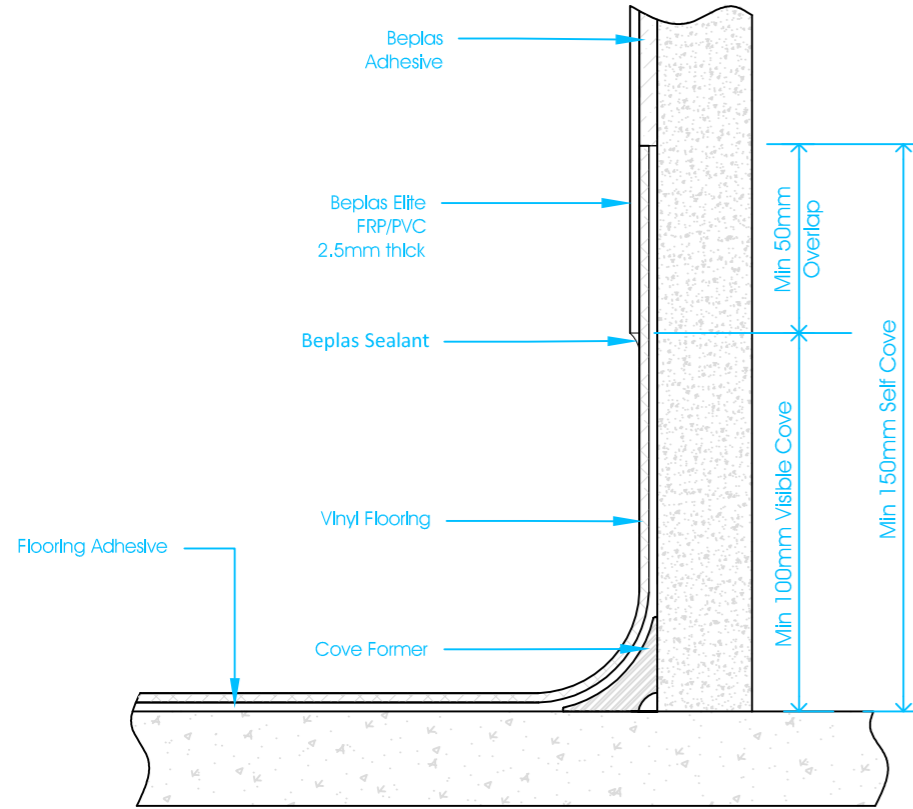 Beplas
Adhesive
Beplas Elite
FRP/PVC
2.5mm thick
Beplas Sealant
Vinyl Flooring
Flooring Adhesive
Cove Former
Min 50mm
Overlap
Min 100mm Visible Cove
Min 150mm Self Cove